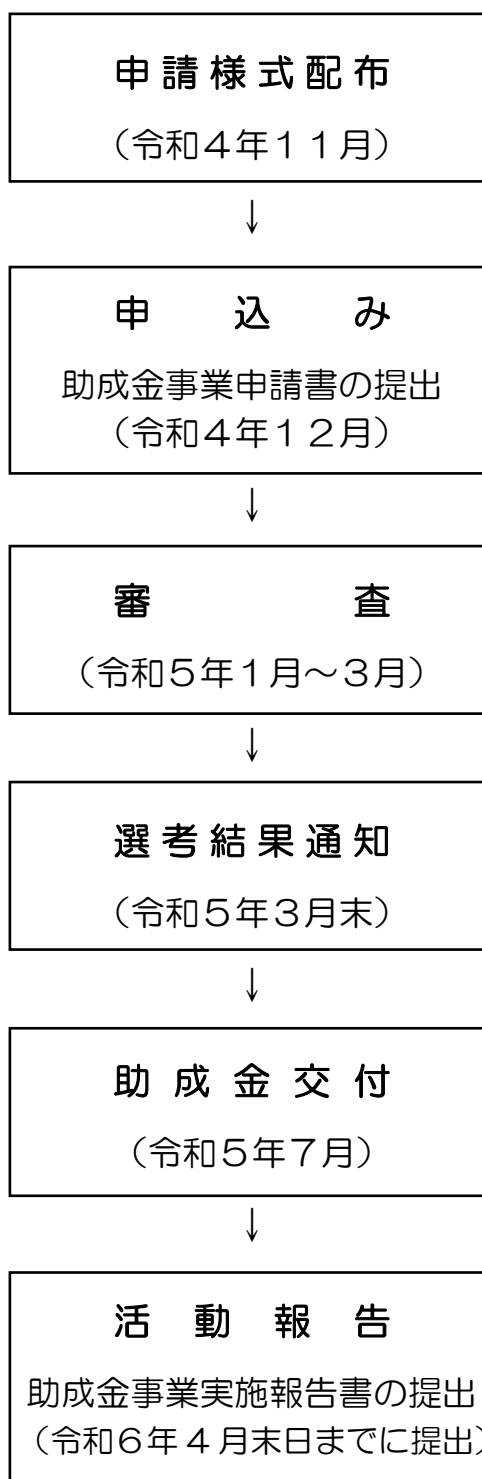 申請様式配布
（令和４年１１月）
↓
申込み
助成金事業申請書の提出
（令和４年１２月）
↓
審査
（令和５年１月～３月）
↓
選考結果通知
（令和５年３月末）
↓
助成金交付
（令和５年７月）
↓
活動報告
助成金事業実施報告書の提出
（令和６年４月末日までに提出）